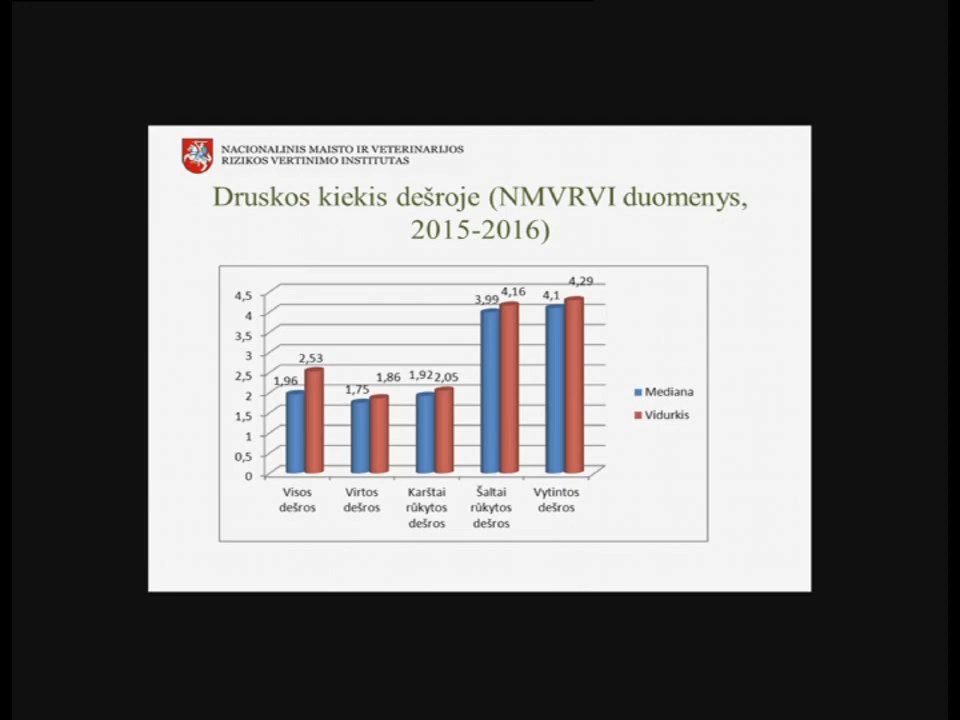 NACIONALINIS MAISTO IR VETERINARIJOS
RIZIKOS VERTINIMO INSTITUTAS
Druskos kiekis dešroje (NMVRVI duomenys,
2015-2016)
4,5
4
3,5
3
2,5
2
1,5
1
0,5
0
1,96
2,53
1,75
1,86
1,92
2,05
3,99
4,16
4,1
4,29
Visos
dešros
Virtos
dešros
Karštai
rūkytos
dešros
Šaltai
rūkytos
dešros
Vytintos
dešros
Mediana
Vidurkis